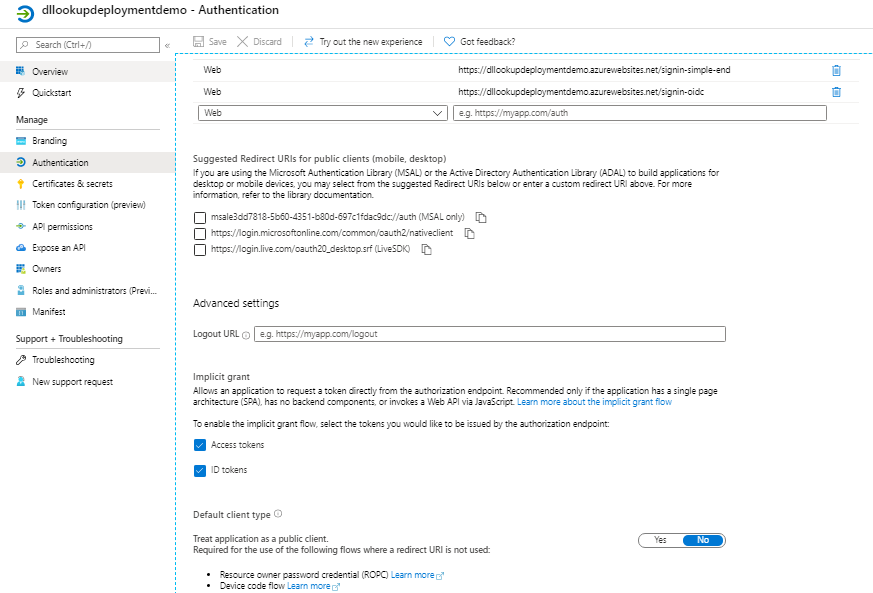 dllookupdeploymentdemo - Authentication
Search (Ctrl+/)
«
Save
Discard
Try out the new experience
Got feedback?
Overview
Quickstart
Manage
Branding
Authentication
Certificates & secrets
Token configuration (preview)
API permissions
Expose an API
Owners
Roles and administrators (Previ...
Manifest
Support + Troubleshooting
Troubleshooting
New support request
Web https://dllookupdeploymentdemo.azurewebsites.net/signin-simple-end
Web https://dllookupdeploymentdemo.azurewebsites.net/signin-oidc
Web e.g. https://myapp.com/auth
Suggested Redirect URIs for public clients (mobile, desktop)
If you are using the Microsoft Authentication Library (MSAL) or the Active Directory Authentication Library (ADAL) to build applications for
desktop or mobile devices, you may select from the suggested Redirect URIs below or enter a custom redirect URI above. For more
information, refer to the library documentation.
msale3dd7818-5b60-4351-b80d-697c1fdac9dc://auth (MSAL only)
https://login.microsoftonline.com/common/oauth2/nativeclient
https://login.live.com/oauth20_desktop.srf (LiveSDK)
Advanced settings
Logout URL e.g. https://myapp.com/logout
Implicit grant
Allows an application to request a token directly from the authorization endpoint. Recommended only if the application has a single page
architecture (SPA), has no backend components, or invokes a Web API via JavaScript. Learn more about the implicit grant flow
To enable the implicit grant flow, select the tokens you would like to be issued by the authorization endpoint:
Access tokens
ID tokens
Default client type
Treat application as a public client.
Required for the use of the following flows where a redirect URI is not used:
Yes No
• Resource owner password credential (ROPC) Learn more
• Device code flow Learn more